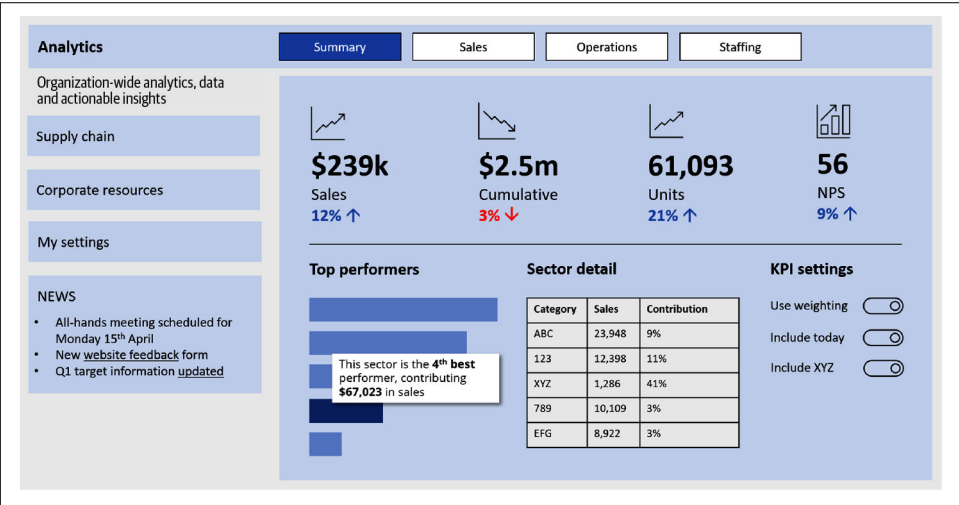 Analytics
Summary
Sales
Operations
Staffing
Organization-wide analytics, data
and actionable insights
Supply chain
Corporate resources
My settings
NEWS
• All-hands meeting scheduled for
Monday 15th April
• New website feedback form
• Q1 target information updated
$239k
Sales
12% ↑
$2.5m
Cumulative
3% ↓
61,093
Units
21% ↑
56
NPS
9% ↑
Top performers
This sector is the 4th best
performer, contributing
$67,023 in sales
Sector detail
Category Sales Contribution
ABC 23,948 9%
123 12,398 11%
XYZ 1,286 41%
789 10,109 3%
EFG 8,922 3%
KPI settings
Use weighting
Include today
Include XYZ